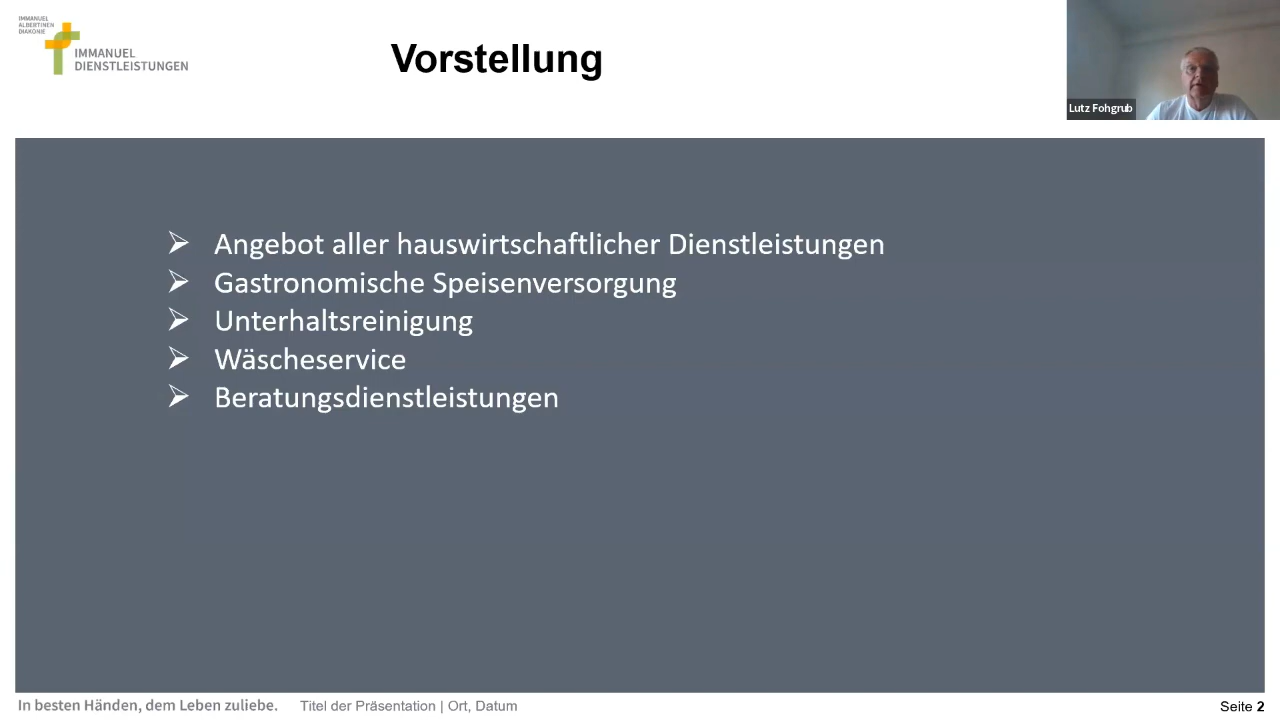 IMMANUEL
ALBERTINEN
DIAKONIE
IMMANUEL
DIENSTLEISTUNGEN
Vorstellung
Lutz Fohgrub
Angebot aller hauswirtschaftlicher Dienstleistungen
Gastronomische Speisenversorgung
Unterhaltsreinigung
Wäscheservice
Beratungsdienstleistungen
In besten Händen, dem Leben zuliebe. Titel der Präsentation | Ort, Datum Seite 2